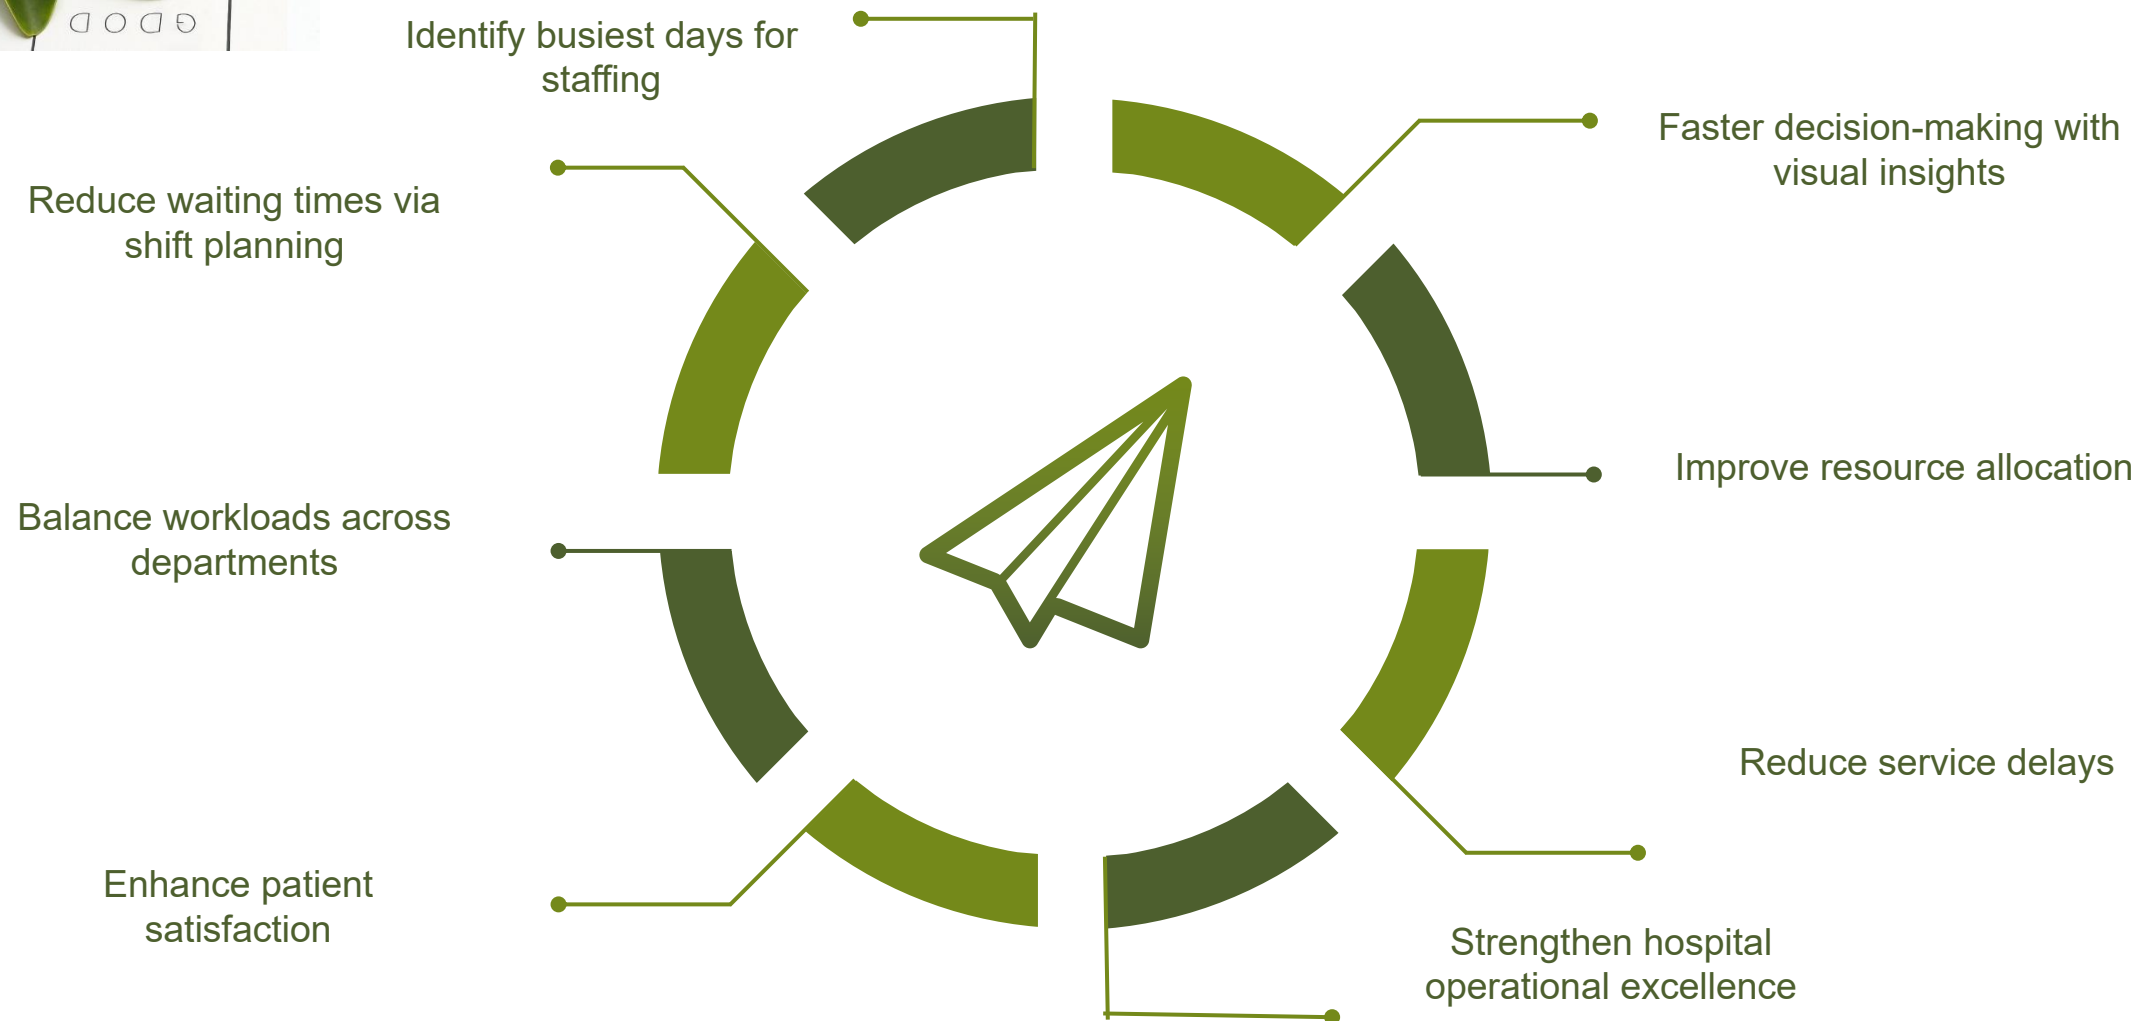 Identify busiest days for
staffing
Faster decision-making with
visual insights
Reduce waiting times via
shift planning
Improve resource allocation
Balance workloads across
departments
Reduce service delays
Enhance patient
satisfaction
Strengthen hospital
operational excellence